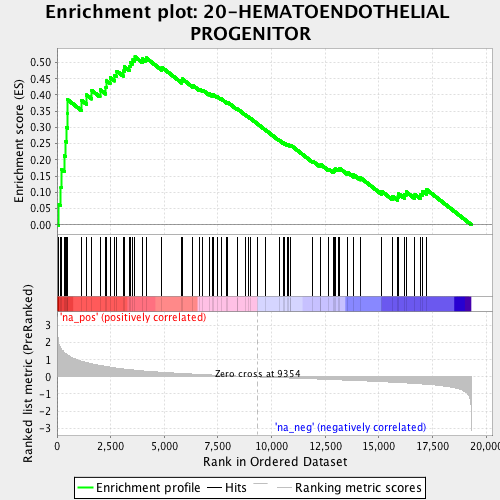 Enrichment plot: 20-HEMATOENDOTHELIAL
PROGENITOR
Enrichment score (ES)
0.50
0.45
0.40
0.35
0.30
0.25
0.20
0.15
0.10
0.05
0.00
'na_pos' (positively correlated)
Ranked list metric (PreRanked)
3
2
1
0
-1
-2
-3
Zero cross at 9354
'na_neg' (negatively correlated)
0
2,500
5,000
7,500
10,000
12,500
15,000
17,500
20,000
Rank in Ordered Dataset
Enrichment profile
Hits
Ranking metric scores